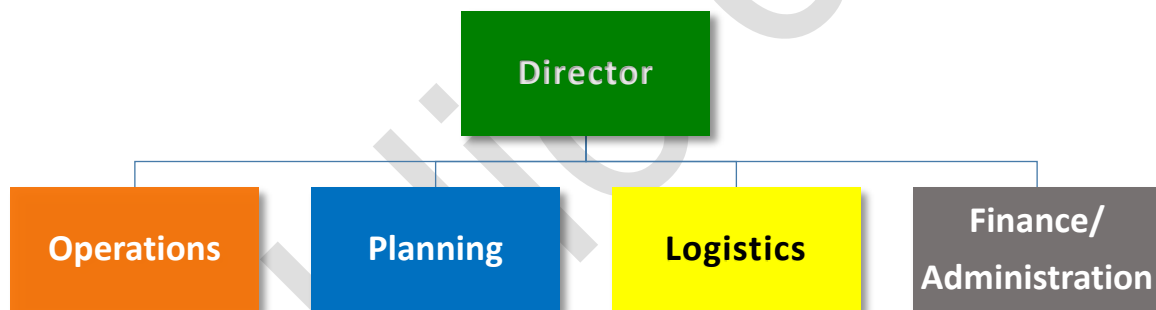 Director
Operations
Planning
Logistics
Finance/
Administration